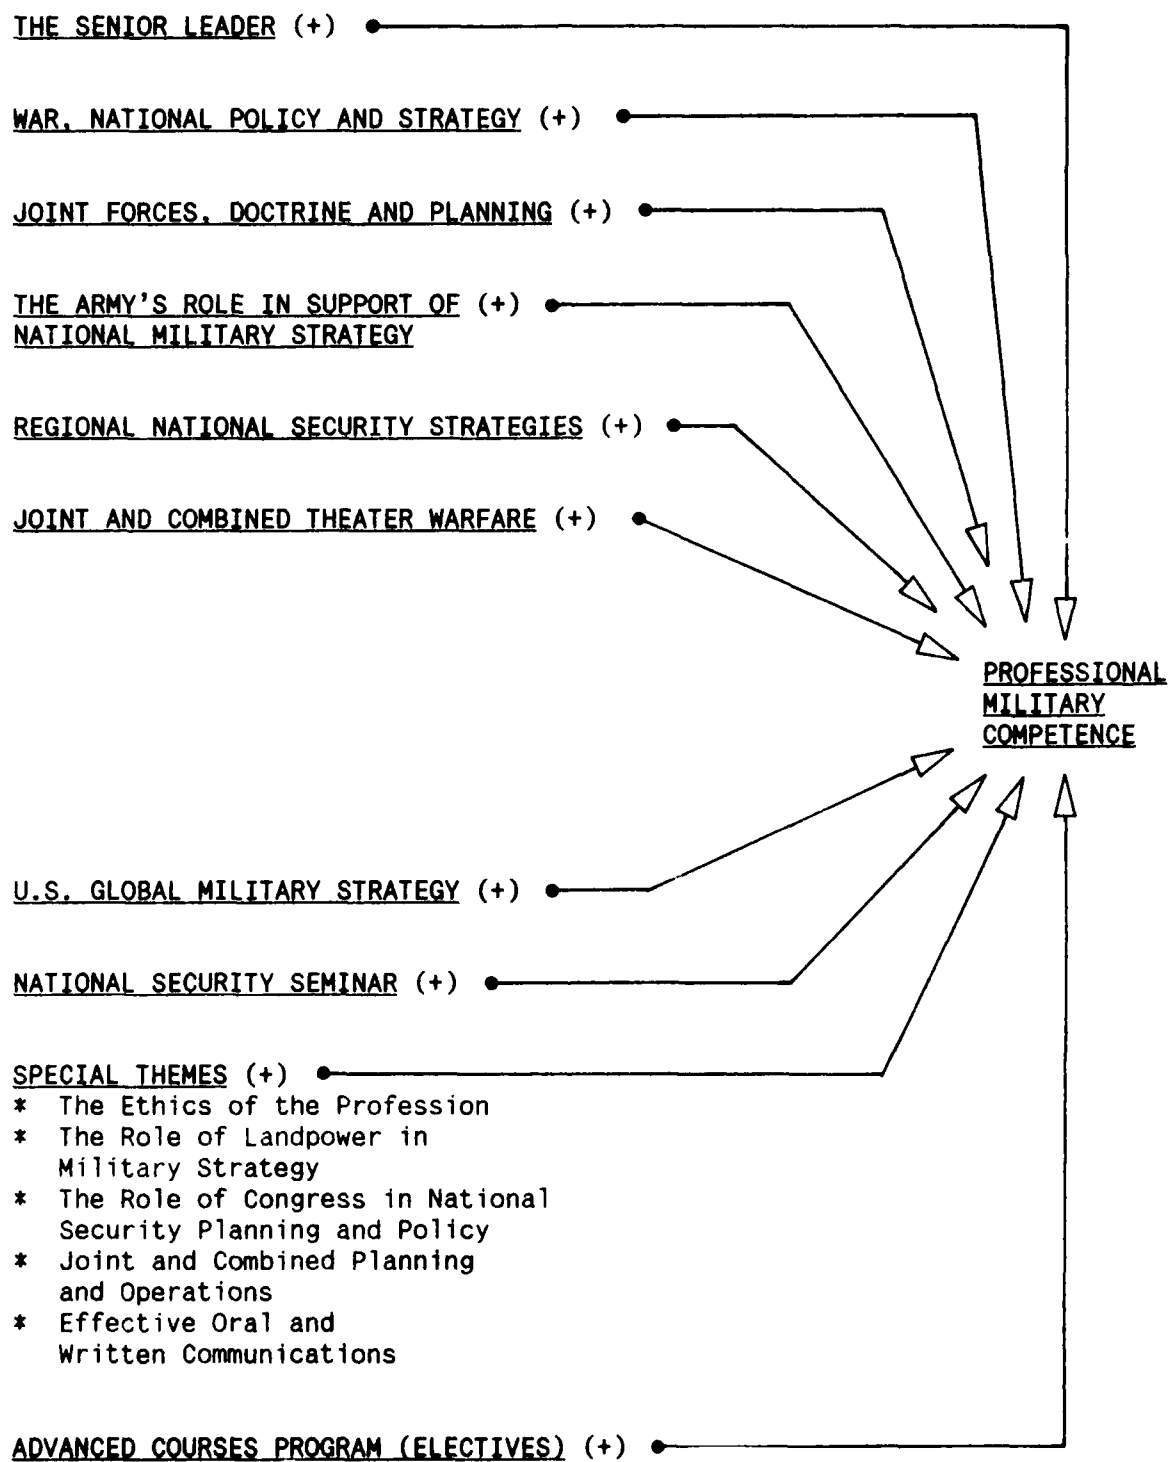 THE SENIOR LEADER (+)
WAR, NATIONAL POLICY AND STRATEGY (+)
JOINT FORCES, DOCTRINE AND PLANNING (+)
THE ARMY'S ROLE IN SUPPORT OF (+)
NATIONAL MILITARY STRATEGY
REGIONAL NATIONAL SECURITY STRATEGIES (+)
JOINT AND COMBINED THEATER WARFARE (+)
PROFESSIONAL
MILITARY
COMPETENCE
U.S. GLOBAL MILITARY STRATEGY (+)
NATIONAL SECURITY SEMINAR (+)
SPECIAL THEMES (+)
* The Ethics of the Profession
* The Role of Landpower in
Military Strategy
* The Role of Congress in National
Security Planning and Policy
* Joint and Combined Planning
and Operations
* Effective Oral and
Written Communications
ADVANCED COURSES PROGRAM (ELECTIVES) (+)